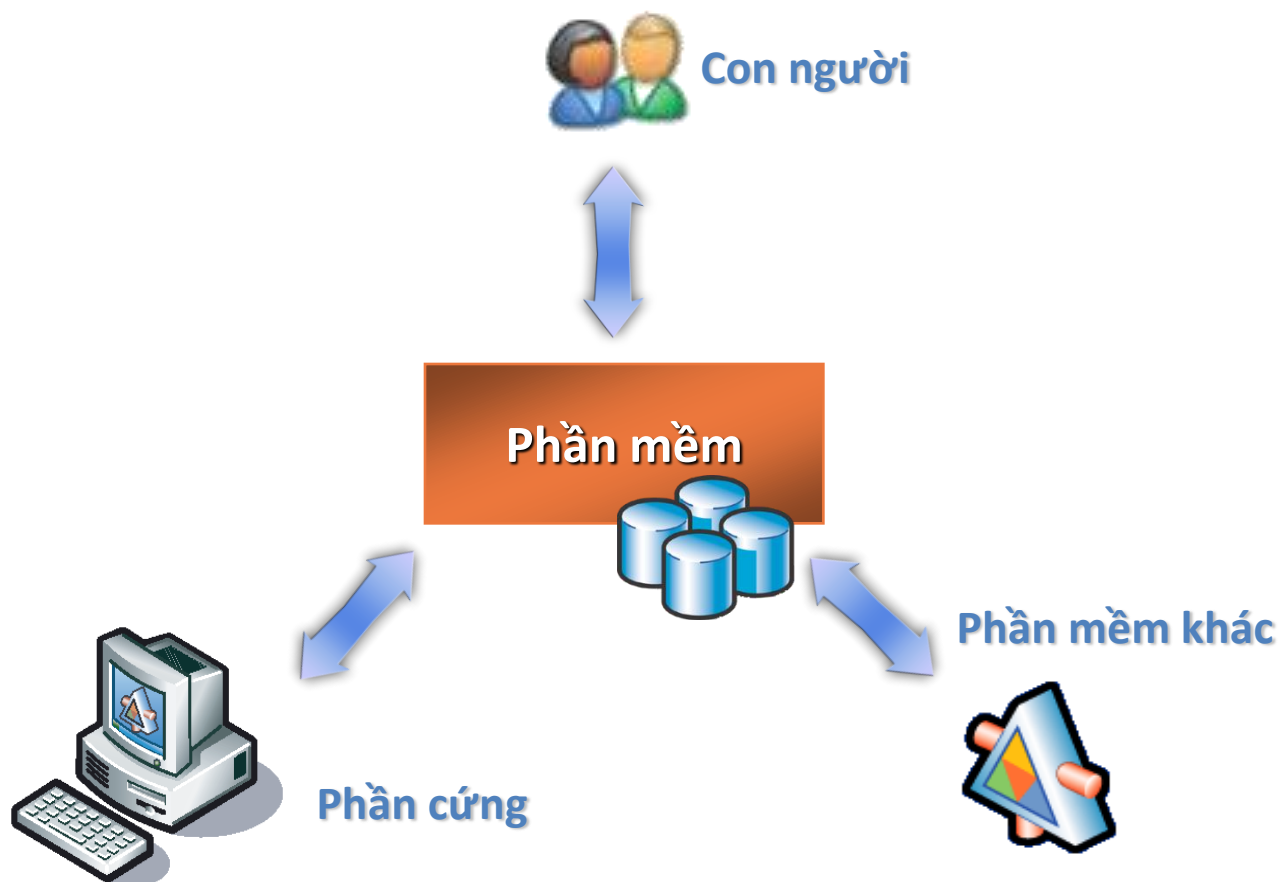 Con người
Phần mềm
Phần mềm khác
Phần cứng